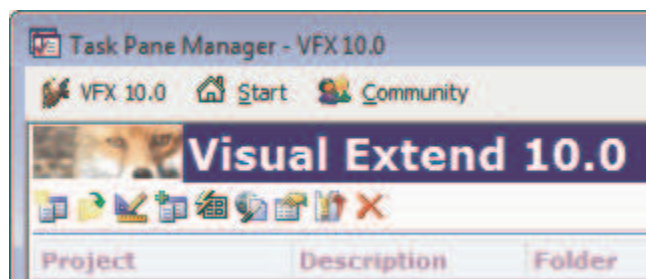 Task Pane Manager - VFX 10.0
VFX 10.0 Start Community
Visual Extend 10.0
Project Description Folder